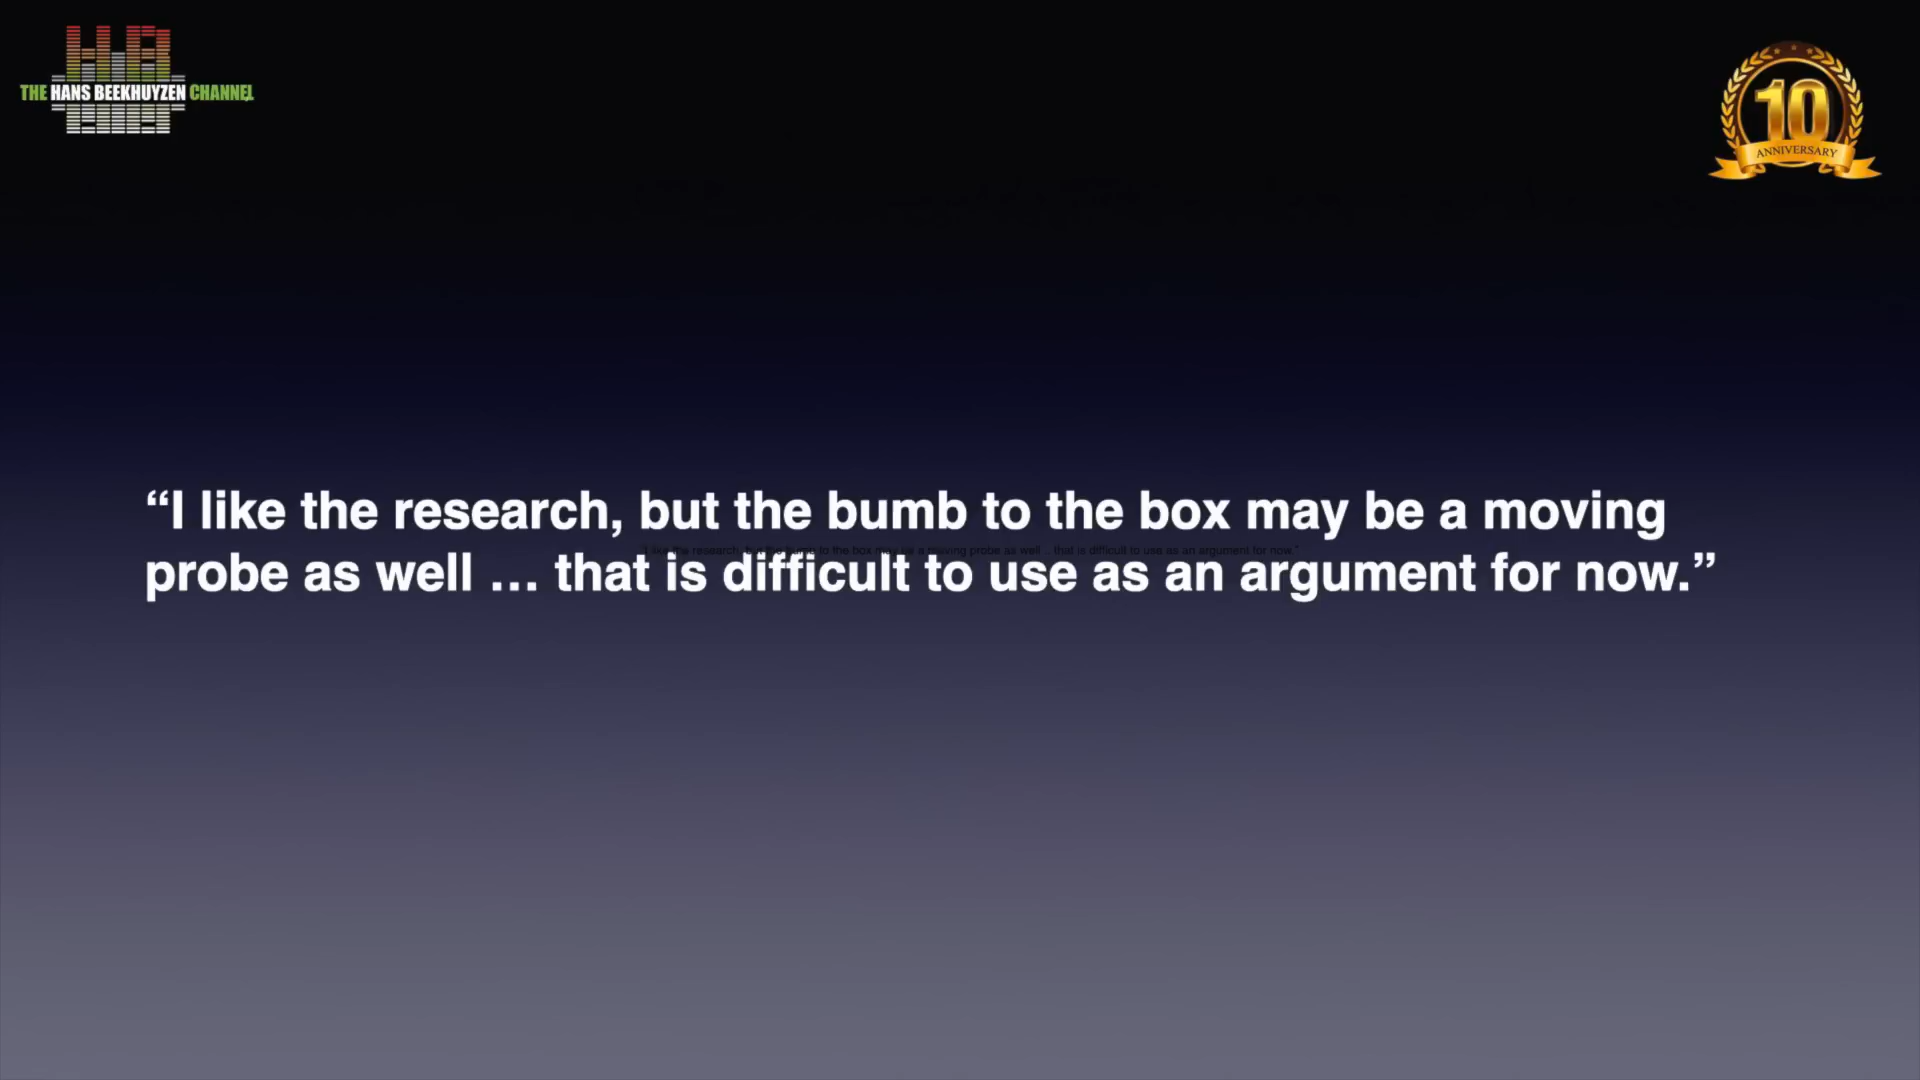 THE HANS BEEKHUYZEN CHANNEL
10
ANNIVERSARY
“I like the research, but the bumb to the box may be a moving
probe as well … that is difficult to use as an argument for now.”